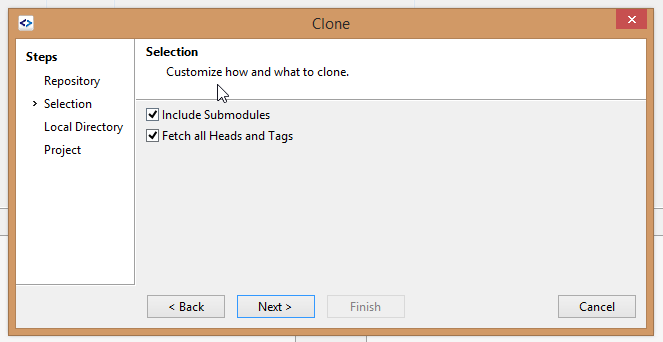 Clone
Steps
Repository
Selection
Local Directory
Project
Selection
Customize how and what to clone.
Include Submodules
Fetch all Heads and Tags
< Back
Next >
Finish
Cancel